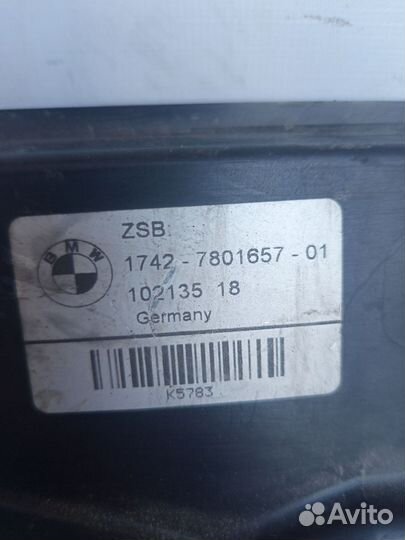 ZSB.
BMW
1742 - 7801657 - 01
102135 18
Germany
K5783
Avito